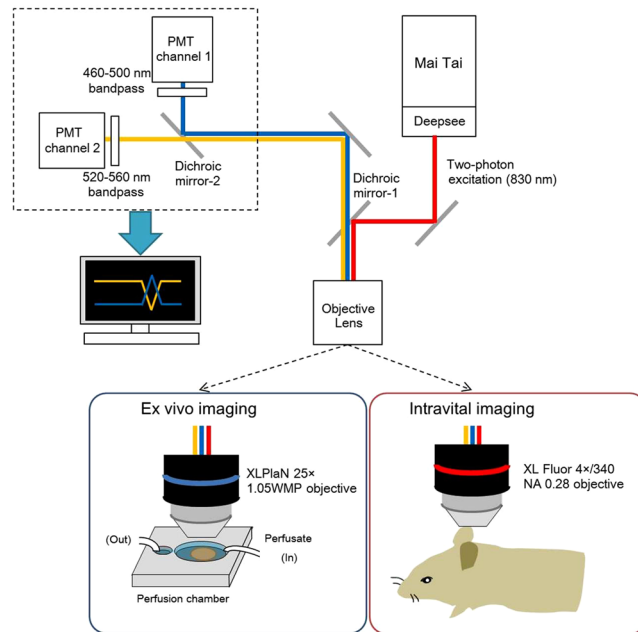 PMT
channel 1
460-500 nm
bandpass
PMT
channel 2
520-560 nm
bandpass
Dichroic
mirror-2
Dichroic
mirror-1
Mai Tai
Deepsee
Two-photon
excitation (830 nm)
Objective
Lens
Ex vivo imaging
XLPlaN 25×
1.05WMP objective
(Out)
Perfusate
(In)
Perfusion chamber
Intravital imaging
XL Fluor 4×/340
NA 0.28 objective